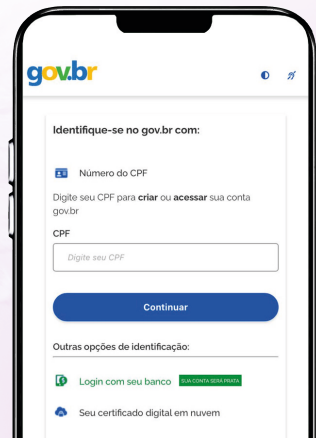 gov.br
Identifique-se no gov.br com:
Número do CPF
Digite seu CPF para criar ou acessar sua conta
gov.br
CPF
Digite seu CPF
Continuar
Outras opções de identificação:
Login com seu banco SUA CONTA SERÁ PRATA
Seu certificado digital em nuvem